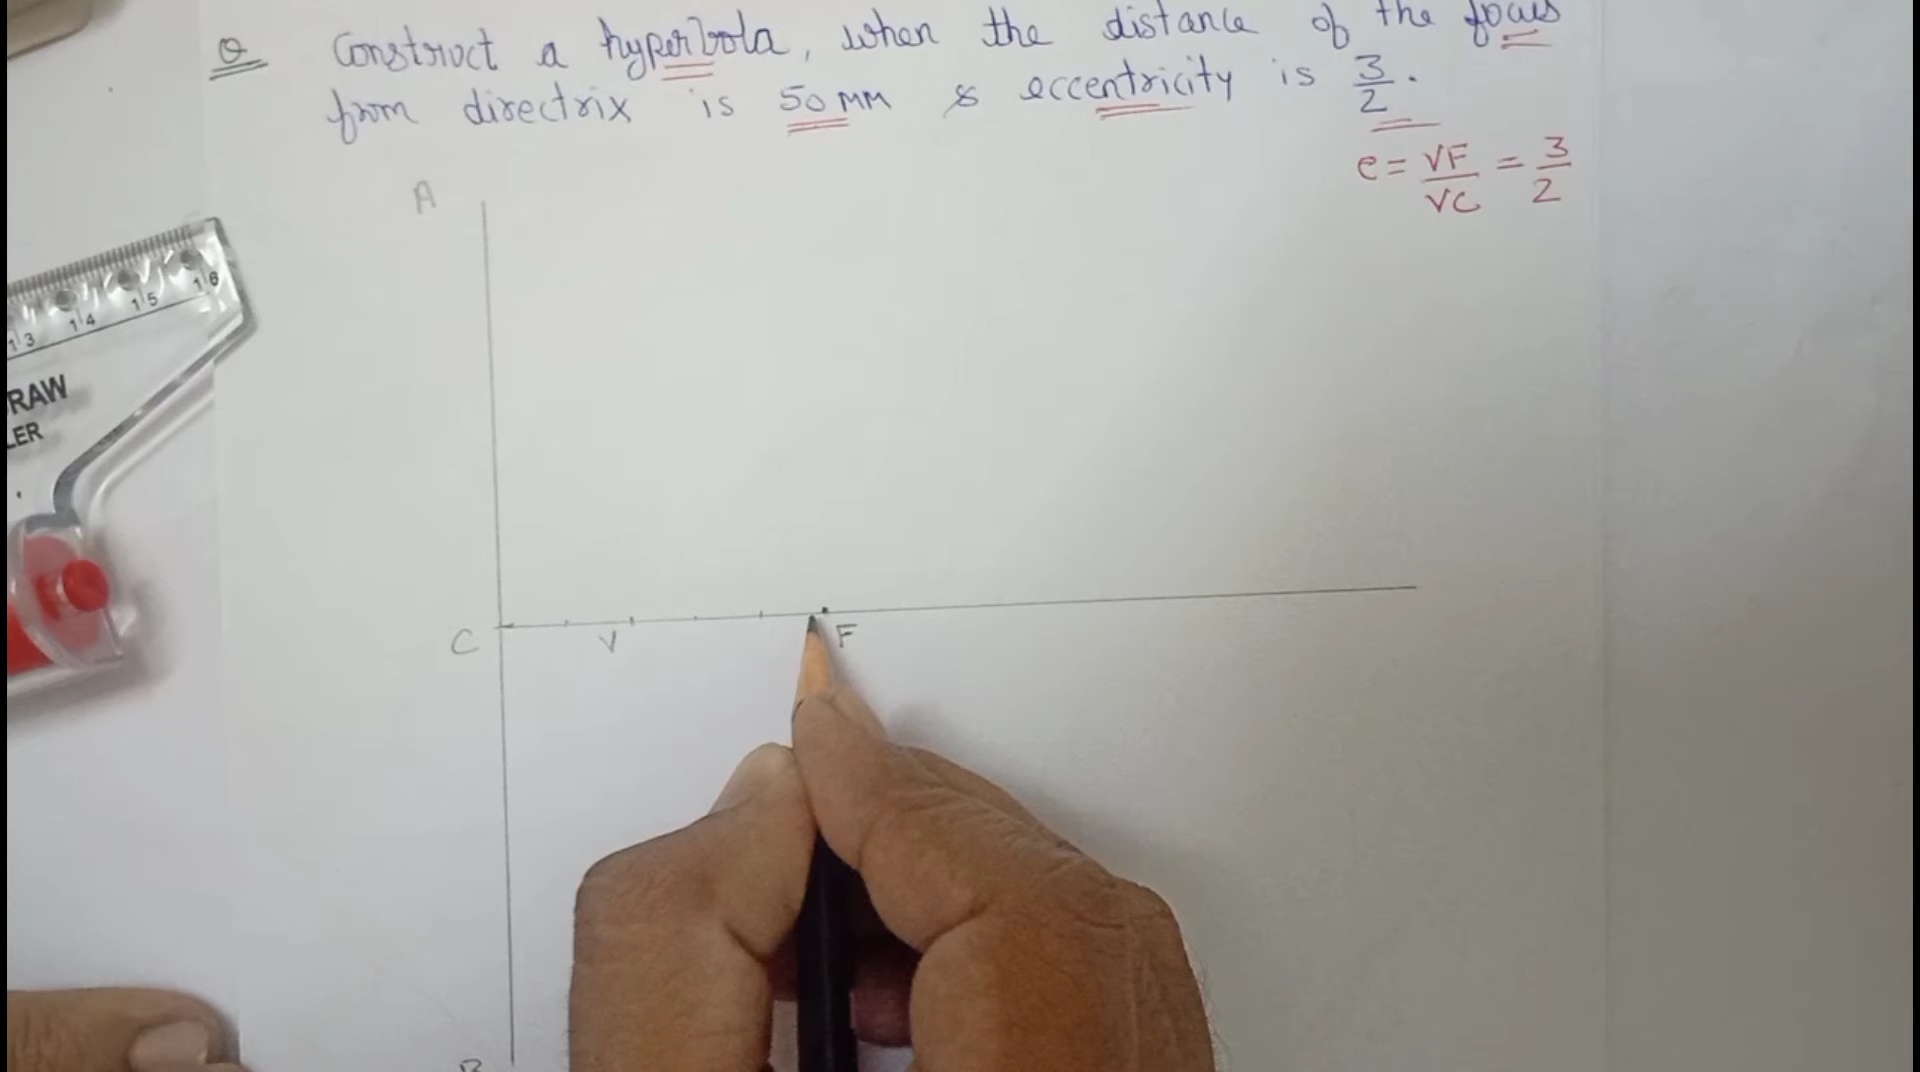 Q Construct a hyperbola, when the distance of the focus
from directrix is 50 mm & eccentricity is 3/2.
e = VF/VC = 3/2
A
13 14 15 16
RAW
LER
C V F
B